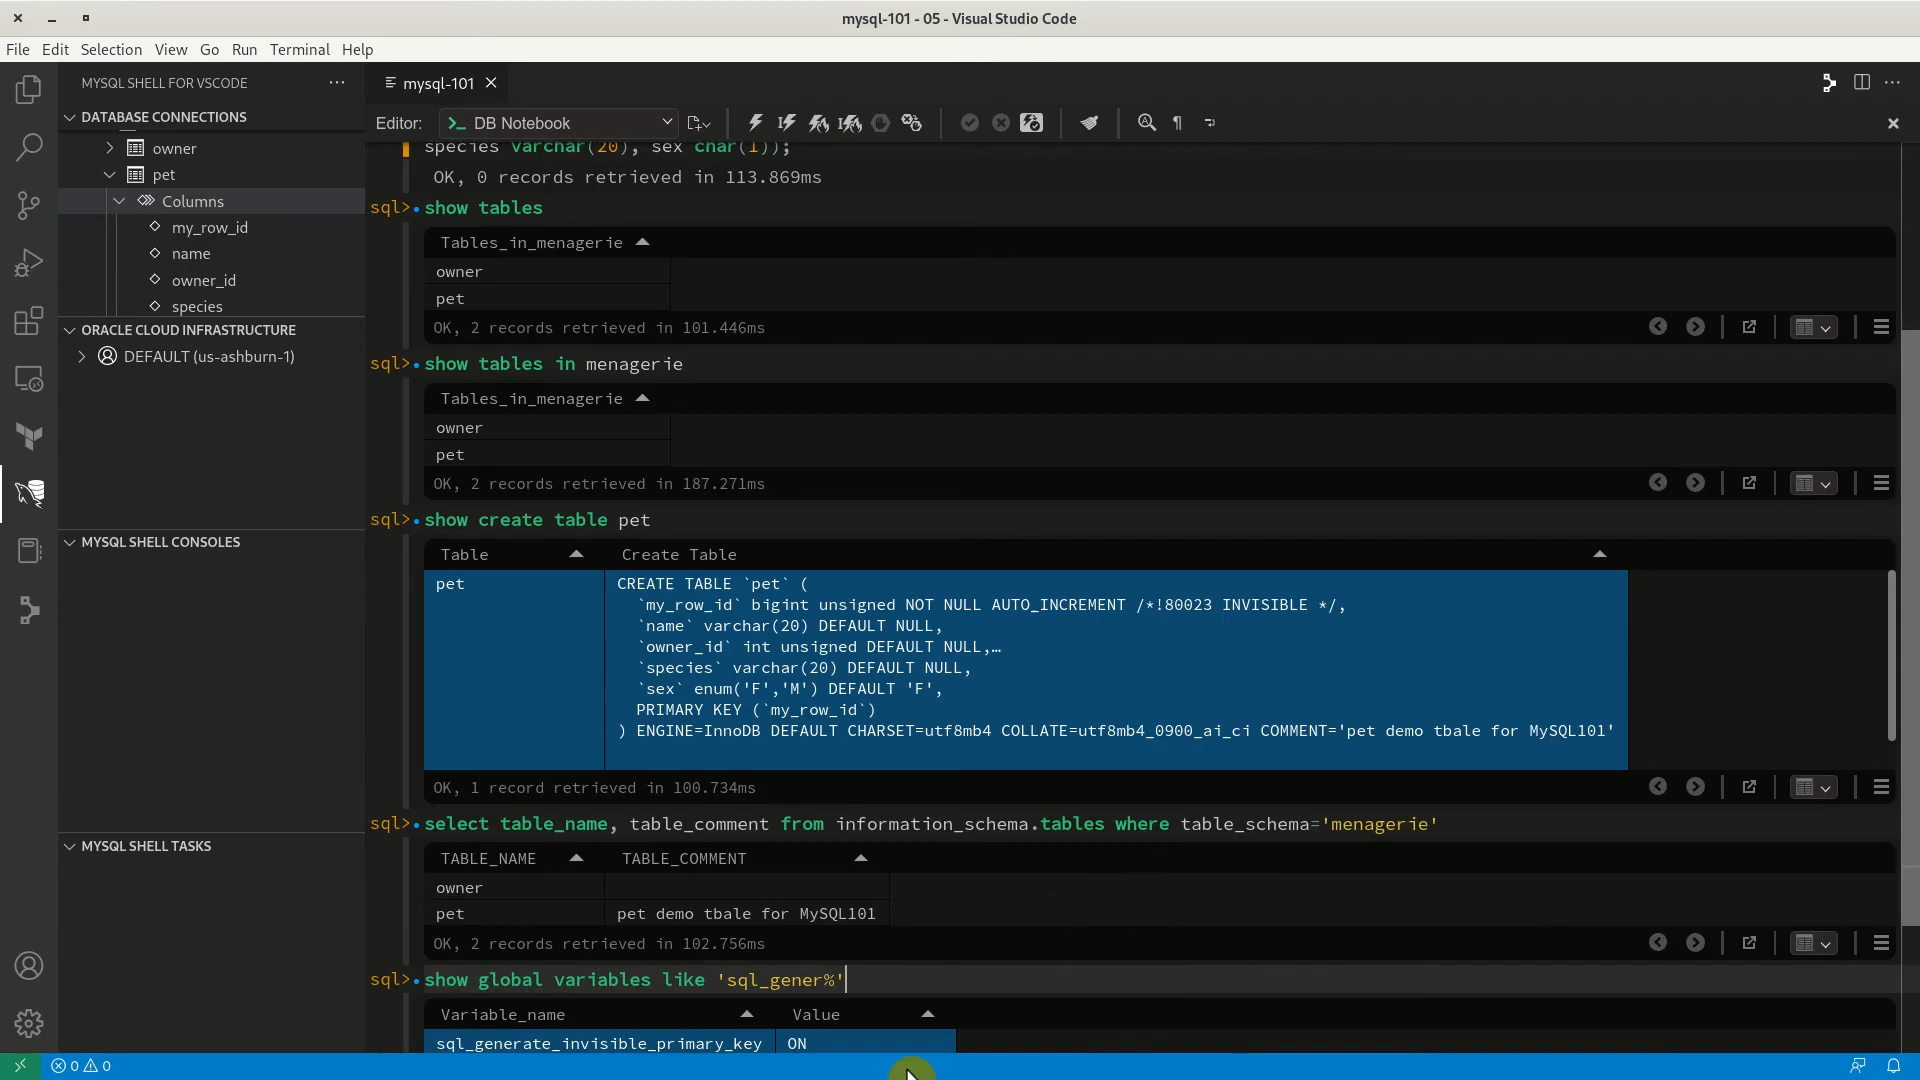 mysql-101 - 05 - Visual Studio Code
File Edit Selection View Go Run Terminal Help
MYSQL SHELL FOR VSCODE
DATABASE CONNECTIONS
owner
pet
Columns
my_row_id
name
owner_id
species
ORACLE CLOUD INFRASTRUCTURE
DEFAULT (us-ashburn-1)
MYSQL SHELL CONSOLES
MYSQL SHELL TASKS
mysql-101
Editor: DB Notebook
species varchar(20), sex char(1));
OK, 0 records retrieved in 113.869ms
sql> show tables
Tables_in_menagerie
owner
pet
OK, 2 records retrieved in 101.446ms
sql> show tables in menagerie
Tables_in_menagerie
owner
pet
OK, 2 records retrieved in 187.271ms
sql> show create table pet
Table Create Table
pet CREATE TABLE `pet` (
`my_row_id` bigint unsigned NOT NULL AUTO_INCREMENT /*!80023 INVISIBLE */,
`name` varchar(20) DEFAULT NULL,
`owner_id` int unsigned DEFAULT NULL,…
`species` varchar(20) DEFAULT NULL,
`sex` enum('F','M') DEFAULT 'F',
PRIMARY KEY (`my_row_id`)
) ENGINE=InnoDB DEFAULT CHARSET=utf8mb4 COLLATE=utf8mb4_0900_ai_ci COMMENT='pet demo tbale for MySQL101'
OK, 1 record retrieved in 100.734ms
sql> select table_name, table_comment from information_schema.tables where table_schema='menagerie'
TABLE_NAME TABLE_COMMENT
owner
pet pet demo tbale for MySQL101
OK, 2 records retrieved in 102.756ms
sql> show global variables like 'sql_gener%'
Variable_name Value
sql_generate_invisible_primary_key ON
0 0